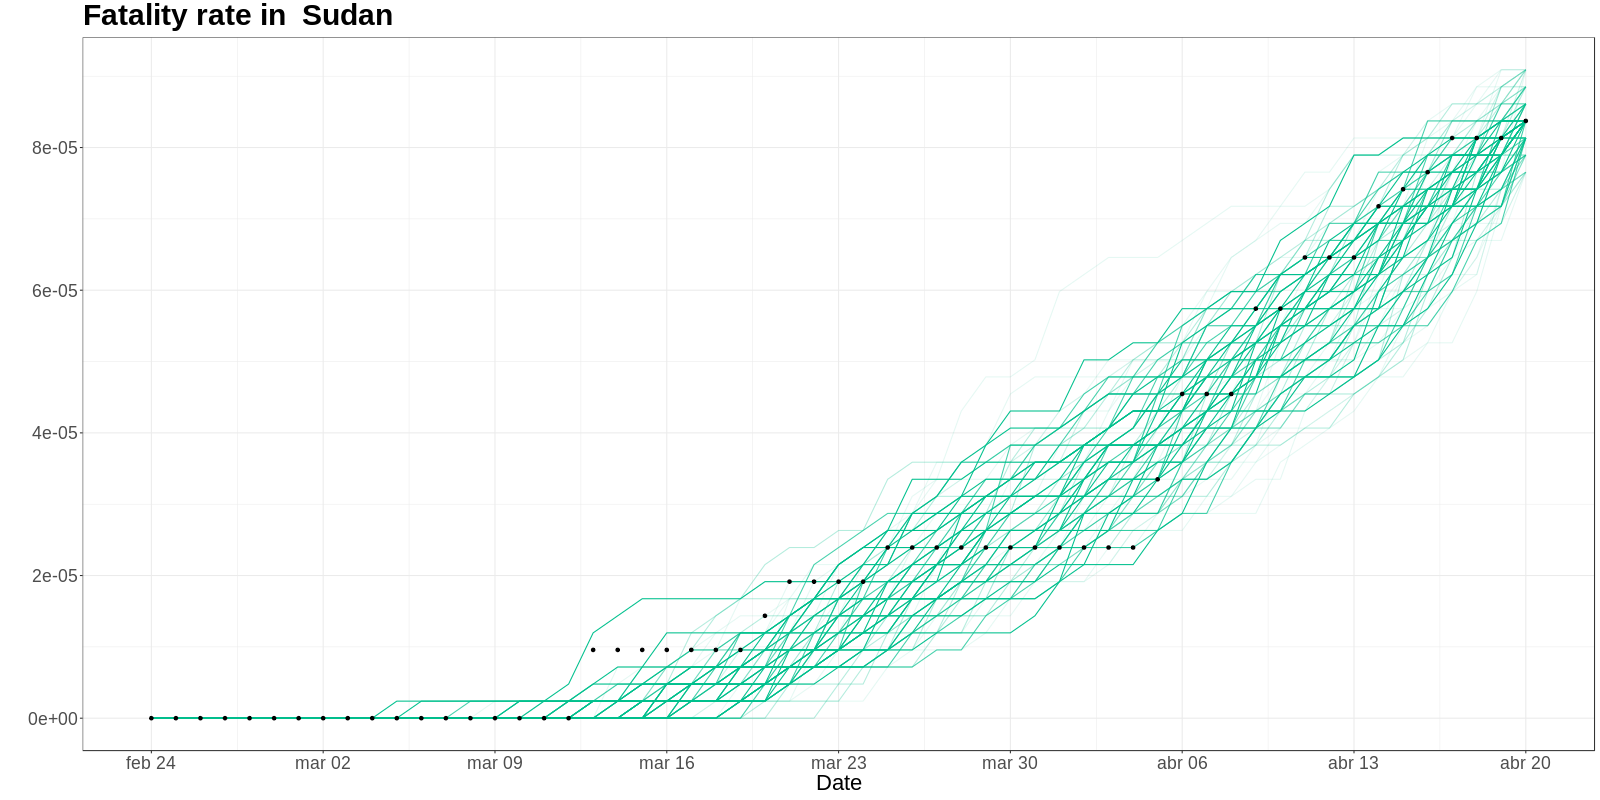 Fatality rate in  Sudan
8e-05
6e-05
4e-05
2e-05
0e+00
feb 24 mar 02 mar 09 mar 16 mar 23 mar 30 abr 06 abr 13 abr 20
Date